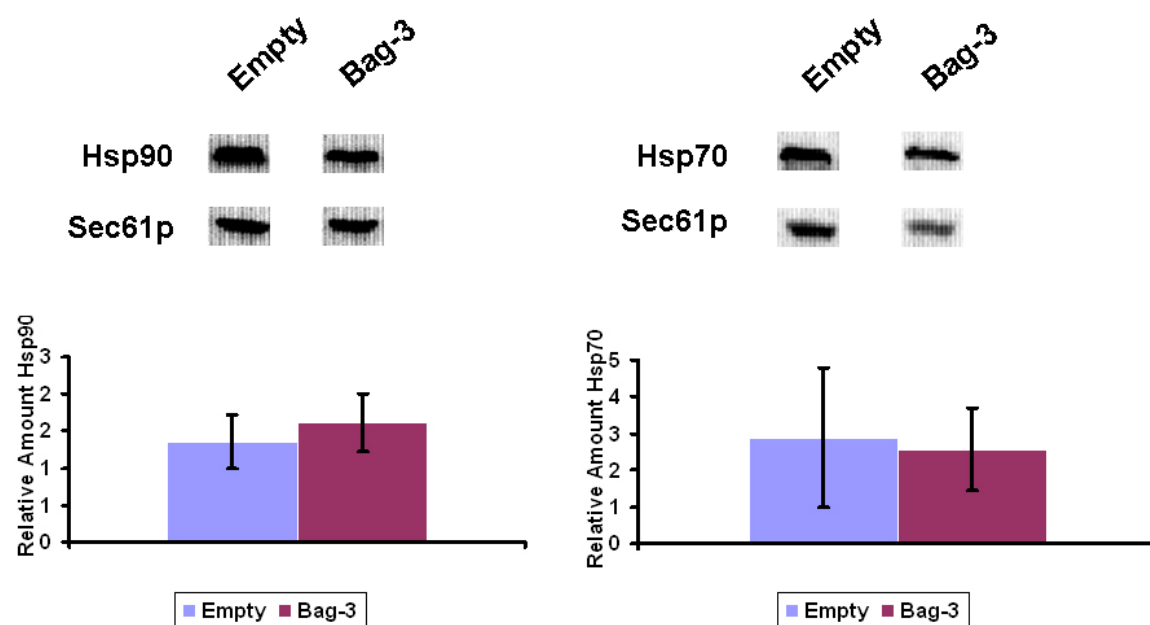 Empty Bag-3
Hsp90
Sec61p
Relative Amount Hsp90
3
2
2
1
1
0
Empty Bag-3
Empty Bag-3
Hsp70
Sec61p
Relative Amount Hsp70
5
4
3
2
1
0
Empty Bag-3